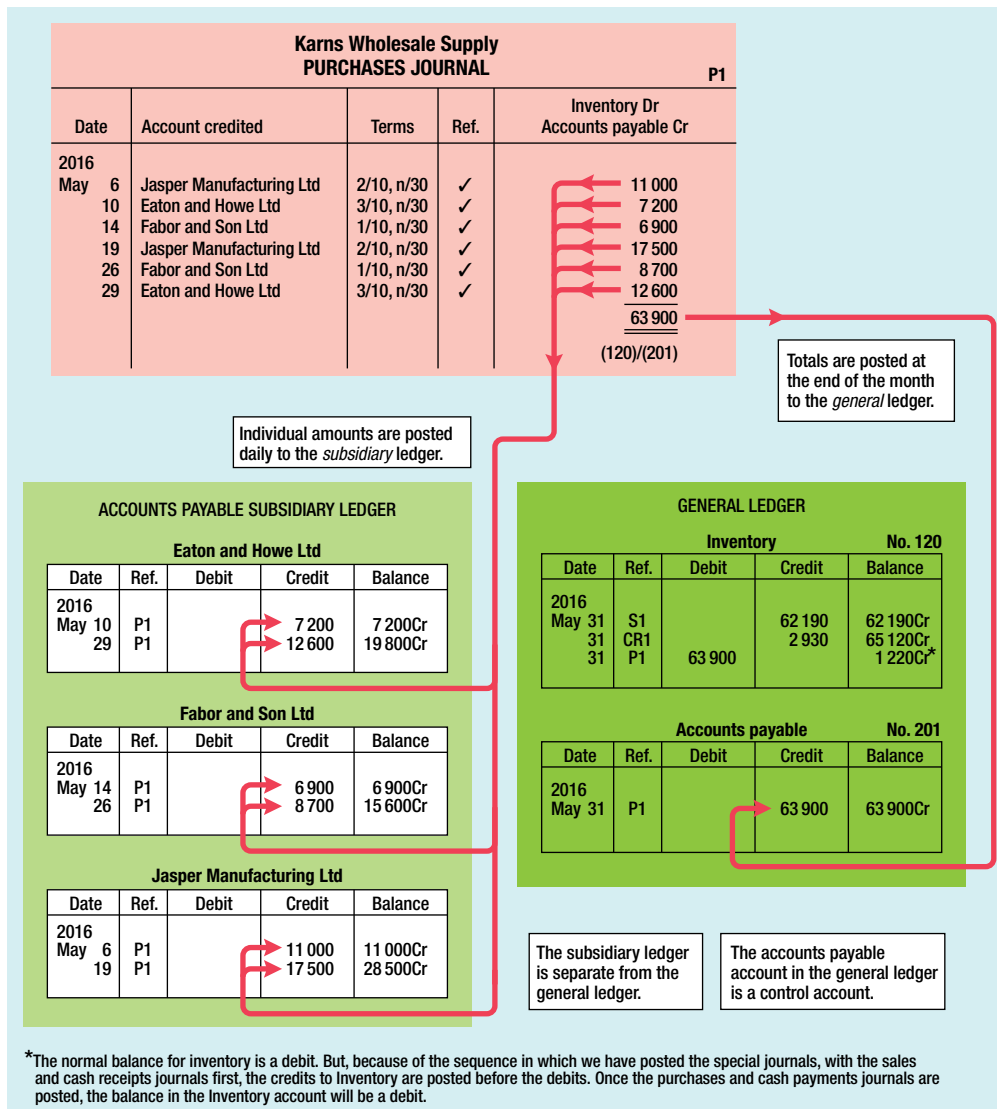 Karns Wholesale Supply
PURCHASES JOURNAL
P1
Date Account credited Terms Ref. Inventory Dr
Accounts payable Cr
2016
May 6 Jasper Manufacturing Ltd 2/10, n/30 ✓ 11 000
10 Eaton and Howe Ltd 3/10, n/30 ✓ 7 200
14 Fabor and Son Ltd 1/10, n/30 ✓ 6 900
19 Jasper Manufacturing Ltd 2/10, n/30 ✓ 17 500
26 Fabor and Son Ltd 1/10, n/30 ✓ 8 700
29 Eaton and Howe Ltd 3/10, n/30 ✓ 12 600
63 900
(120)/(201)
Totals are posted at
the end of the month
to the general ledger.
Individual amounts are posted
daily to the subsidiary ledger.
ACCOUNTS PAYABLE SUBSIDIARY LEDGER
Eaton and Howe Ltd
Date Ref. Debit Credit Balance
2016
May 10 P1 7 200 7 200Cr
29 P1 12 600 19 800Cr
Fabor and Son Ltd
Date Ref. Debit Credit Balance
2016
May 14 P1 6 900 6 900Cr
26 P1 8 700 15 600Cr
Jasper Manufacturing Ltd
Date Ref. Debit Credit Balance
2016
May 6 P1 11 000 11 000Cr
19 P1 17 500 28 500Cr
GENERAL LEDGER
Inventory No. 120
Date Ref. Debit Credit Balance
2016
May 31 S1 62 190 62 190Cr
31 CR1 2 930 65 120Cr
31 P1 63 900 1 220Cr*
Accounts payable No. 201
Date Ref. Debit Credit Balance
2016
May 31 P1 63 900 63 900Cr
The subsidiary ledger
is separate from the
general ledger.
The accounts payable
account in the general ledger
is a control account.
*The normal balance for inventory is a debit. But, because of the sequence in which we have posted the special journals, with the sales
and cash receipts journals first, the credits to Inventory are posted before the debits. Once the purchases and cash payments journals are
posted, the balance in the Inventory account will be a debit.